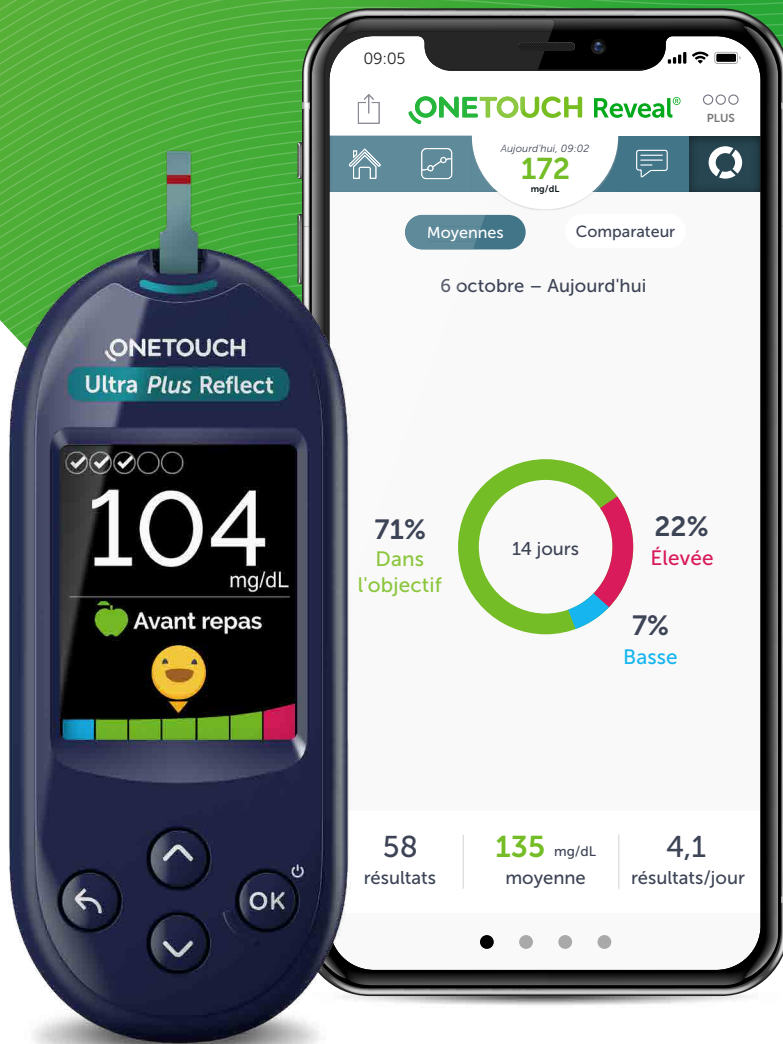 ONETOUCH
Ultra Plus Reflect
104
mg/dL
Avant repas
OK
09:05
ONETOUCH Reveal®
PLUS
Aujourd'hui, 09:02
172
mg/dL
Moyennes
Comparateur
6 octobre – Aujourd'hui
71%
Dans
l'objectif
14 jours
22%
Élevée
7%
Basse
58
résultats
135 mg/dL
moyenne
4,1
résultats/jour